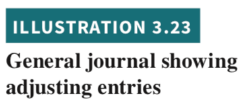 ILLUSTRATION 3.23
General journal showing
adjusting entries